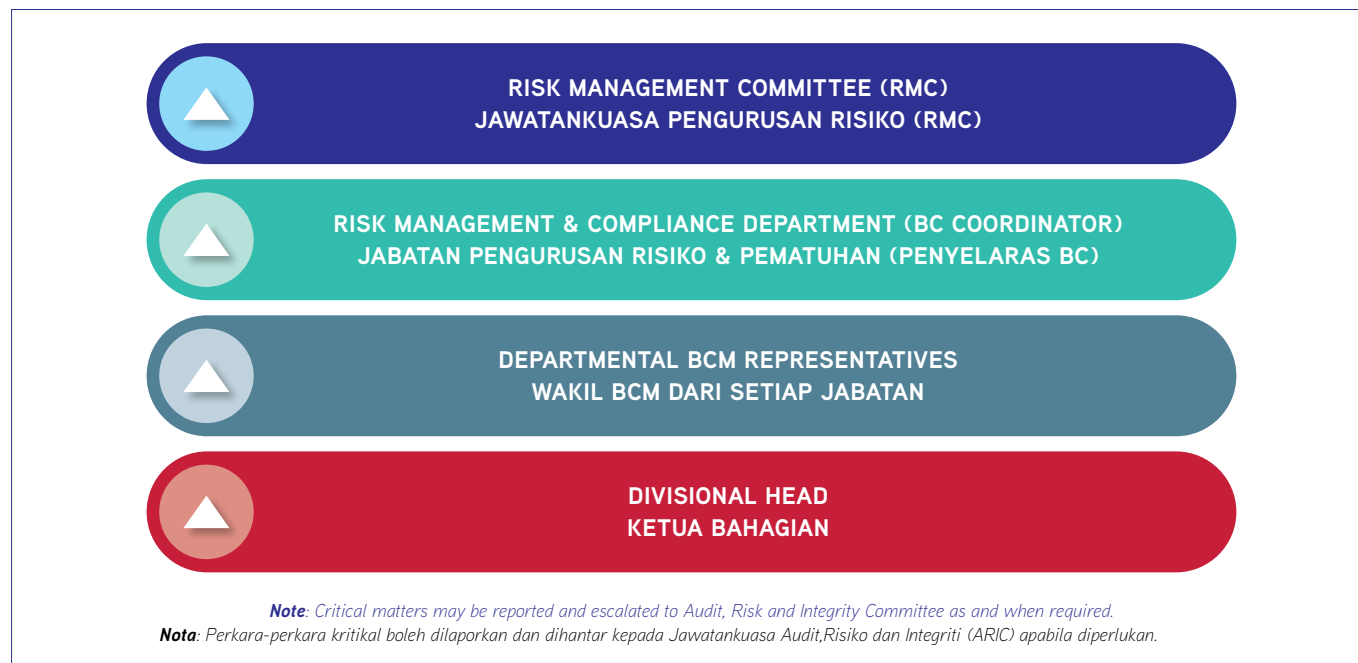 RISK MANAGEMENT COMMITTEE (RMC)
JAWATANKUASA PENGURUSAN RISIKO (RMC)
RISK MANAGEMENT & COMPLIANCE DEPARTMENT (BC COORDINATOR)
JABATAN PENGURUSAN RISIKO & PEMATUHAN (PENYELARAS BC)
DEPARTMENTAL BCM REPRESENTATIVES
WAKIL BCM DARI SETIAP JABATAN
DIVISIONAL HEAD
KETUA BAHAGIAN
Note: Critical matters may be reported and escalated to Audit, Risk and Integrity Committee as and when required.
Nota: Perkara-perkara kritikal boleh dilaporkan dan dihantar kepada Jawatankuasa Audit,Risiko dan Integriti (ARIC) apabila diperlukan.